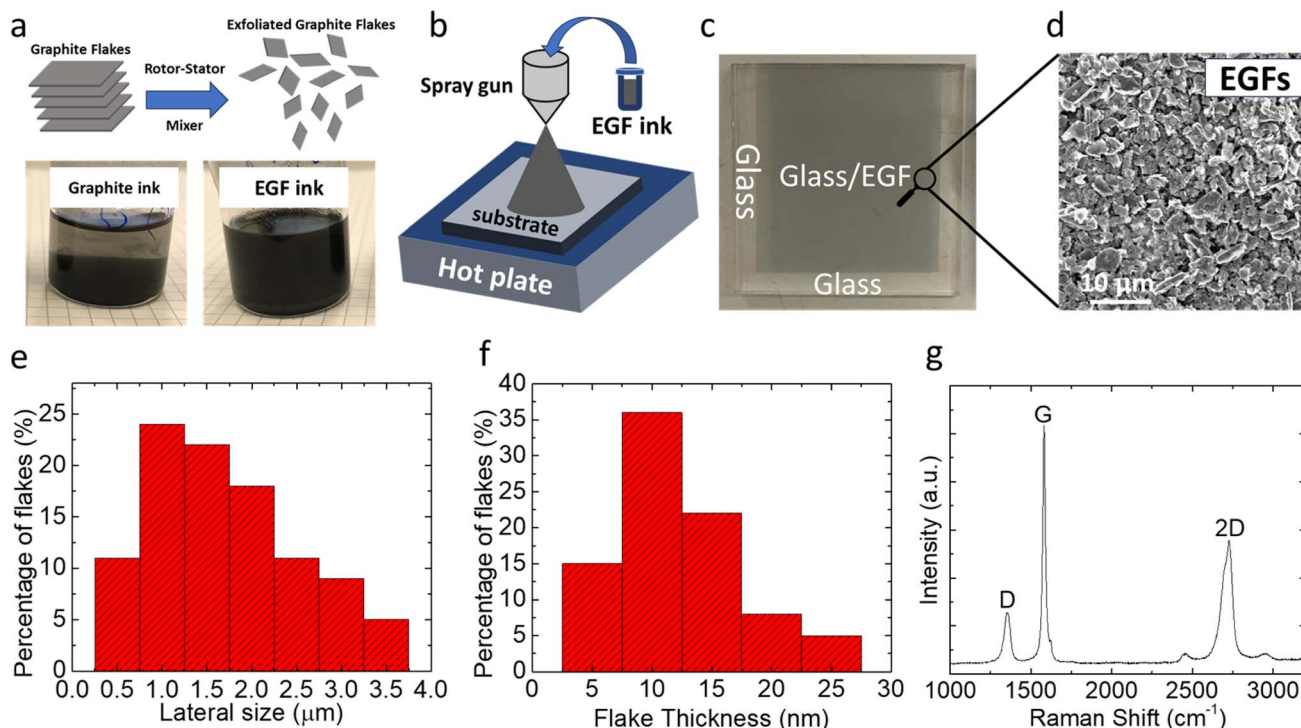 a
Graphite Flakes
Rotor-Stator
Mixer
Exfoliated Graphite Flakes
Graphite ink
EGF ink
b
Spray gun
EGF ink
substrate
Hot plate
c
Glass
Glass/EGF
Glass
d
EGFs
10 μm
e
Percentage of flakes (%)
25
20
15
10
5
0
0.0 0.5 1.0 1.5 2.0 2.5 3.0 3.5 4.0
Lateral size (μm)
f
Percentage of flakes (%)
40
35
30
25
20
15
10
5
0
0 5 10 15 20 25 30
Flake Thickness (nm)
g
Intensity (a.u.)
D
G
2D
1000 1500 2000 2500 3000
Raman Shift (cm⁻¹)